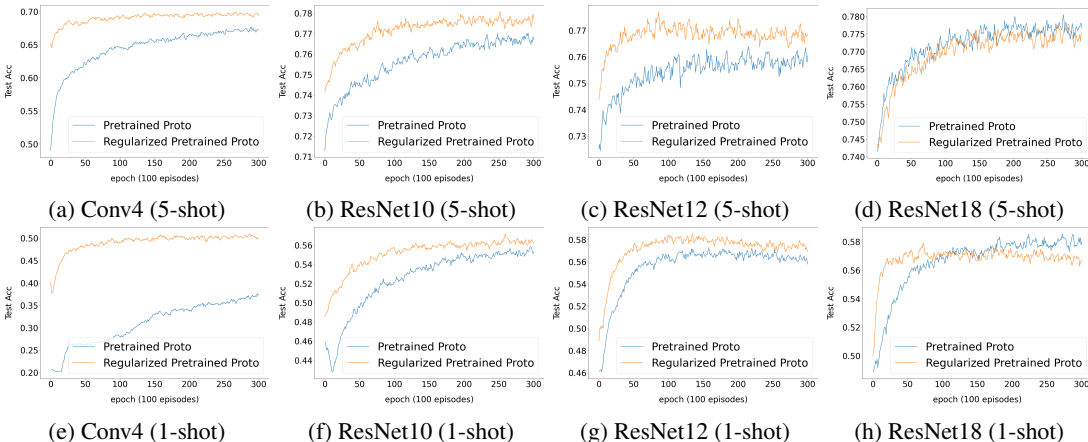 0.70
0.65
0.60
0.55
0.50
Test Acc
Pretrained Proto
Regularized Pretrained Proto
0 50 100 150 200 250 300
epoch (100 episodes)
(a) Conv4 (5-shot)
0.78
0.77
0.76
0.75
0.74
0.73
0.72
0.71
Test Acc
Pretrained Proto
Regularized Pretrained Proto
0 50 100 150 200 250 300
epoch (100 episodes)
(b) ResNet10 (5-shot)
0.77
0.76
0.75
0.74
0.73
Test Acc
Pretrained Proto
Regularized Pretrained Proto
0 50 100 150 200 250 300
epoch (100 episodes)
(c) ResNet12 (5-shot)
0.780
0.775
0.770
0.765
0.760
0.755
0.750
0.745
0.740
Test Acc
Pretrained Proto
Regularized Pretrained Proto
0 50 100 150 200 250 300
epoch (100 episodes)
(d) ResNet18 (5-shot)
0.50
0.45
0.40
0.35
0.30
0.25
0.20
Test Acc
Pretrained Proto
Regularized Pretrained Proto
0 50 100 150 200 250 300
epoch (100 episodes)
(e) Conv4 (1-shot)
0.56
0.54
0.52
0.50
0.48
0.46
0.44
Test Acc
Pretrained Proto
Regularized Pretrained Proto
0 50 100 150 200 250 300
epoch (100 episodes)
(f) ResNet10 (1-shot)
0.58
0.56
0.54
0.52
0.50
0.48
0.46
Test Acc
Pretrained Proto
Regularized Pretrained Proto
0 50 100 150 200 250 300
epoch (100 episodes)
(g) ResNet12 (1-shot)
0.58
0.56
0.54
0.52
0.50
Test Acc
Pretrained Proto
Regularized Pretrained Proto
0 50 100 150 200 250 300
epoch (100 episodes)
(h) ResNet18 (1-shot)